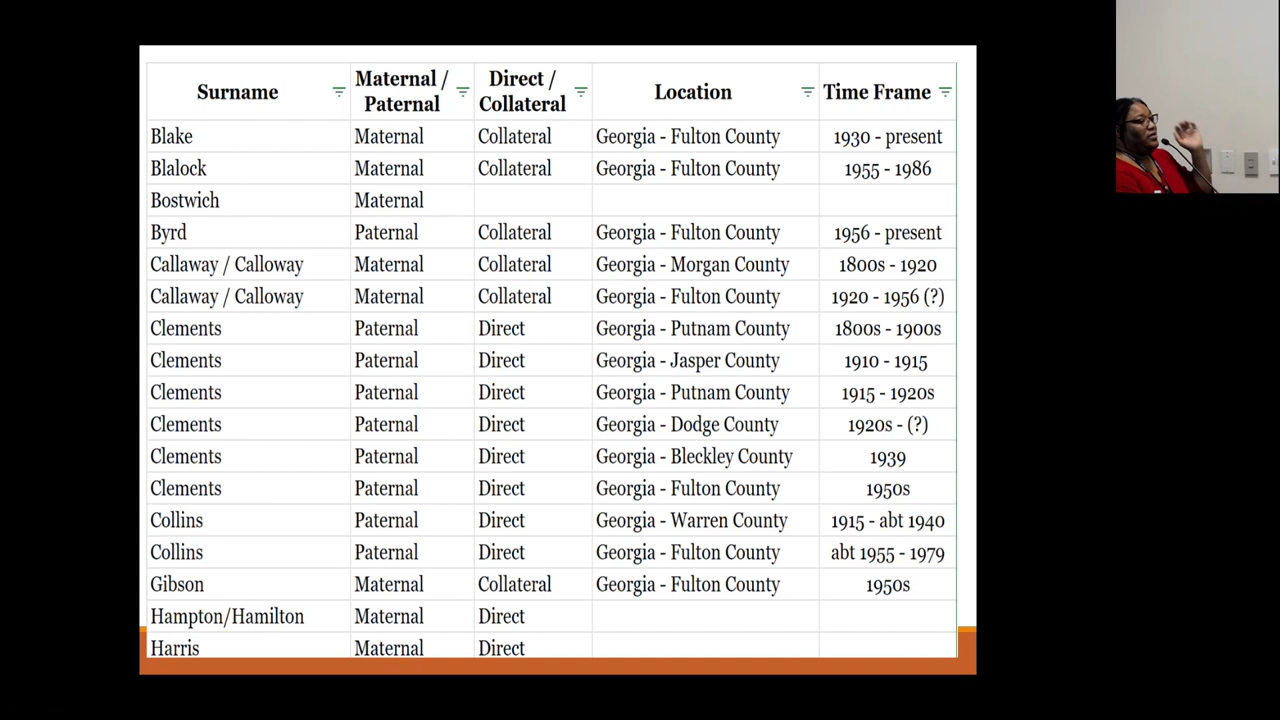 Surname Maternal / Paternal Direct / Collateral Location Time Frame
Blake Maternal Collateral Georgia - Fulton County 1930 - present
Blalock Maternal Collateral Georgia - Fulton County 1955 - 1986
Bostwich Maternal
Byrd Paternal Collateral Georgia - Fulton County 1956 - present
Callaway / Calloway Maternal Collateral Georgia - Morgan County 1800s - 1920
Callaway / Calloway Maternal Collateral Georgia - Fulton County 1920 - 1956 (?)
Clements Paternal Direct Georgia - Putnam County 1800s - 1900s
Clements Paternal Direct Georgia - Jasper County 1910 - 1915
Clements Paternal Direct Georgia - Putnam County 1915 - 1920s
Clements Paternal Direct Georgia - Dodge County 1920s - (?)
Clements Paternal Direct Georgia - Bleckley County 1939
Clements Paternal Direct Georgia - Fulton County 1950s
Collins Paternal Direct Georgia - Warren County 1915 - abt 1940
Collins Paternal Direct Georgia - Fulton County abt 1955 - 1979
Gibson Maternal Collateral Georgia - Fulton County 1950s
Hampton/Hamilton Maternal Direct
Harris Maternal Direct